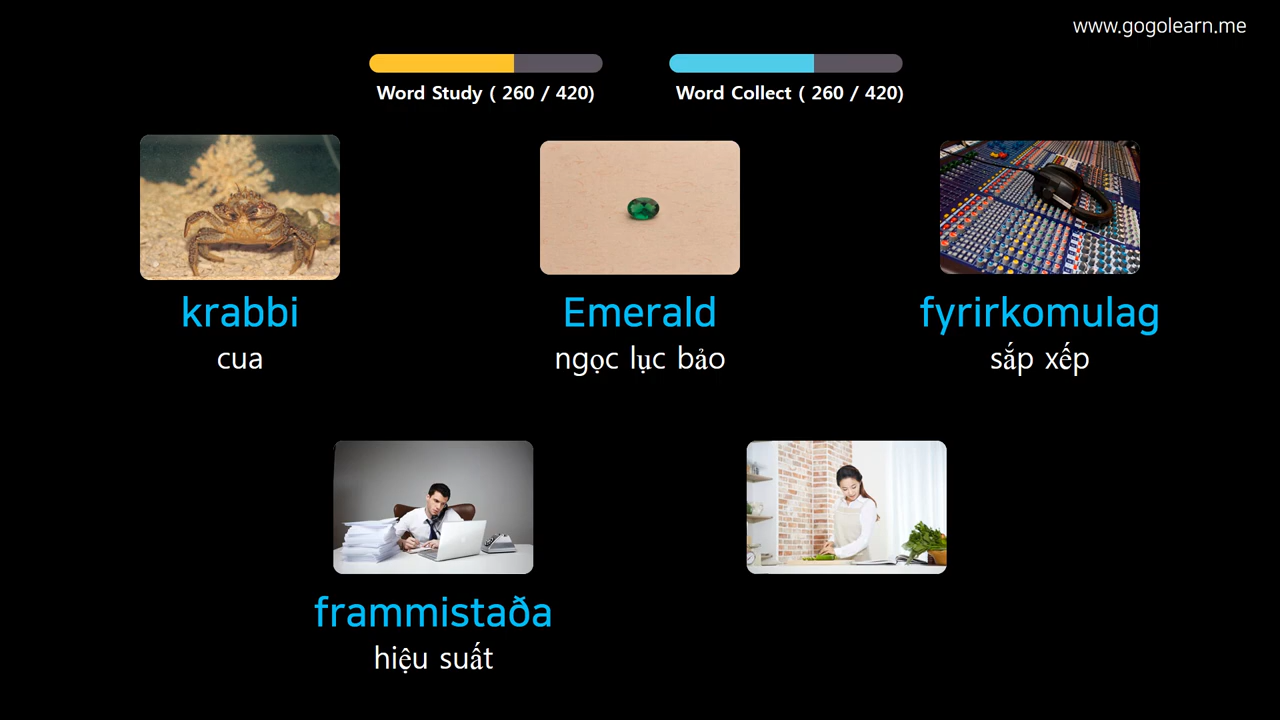 www.gogolearn.me
Word Study ( 260 / 420)
Word Collect ( 260 / 420)
krabbi
cua
Emerald
ngọc lục bảo
fyrirkomulag
sắp xếp
frammistaða
hiệu suất